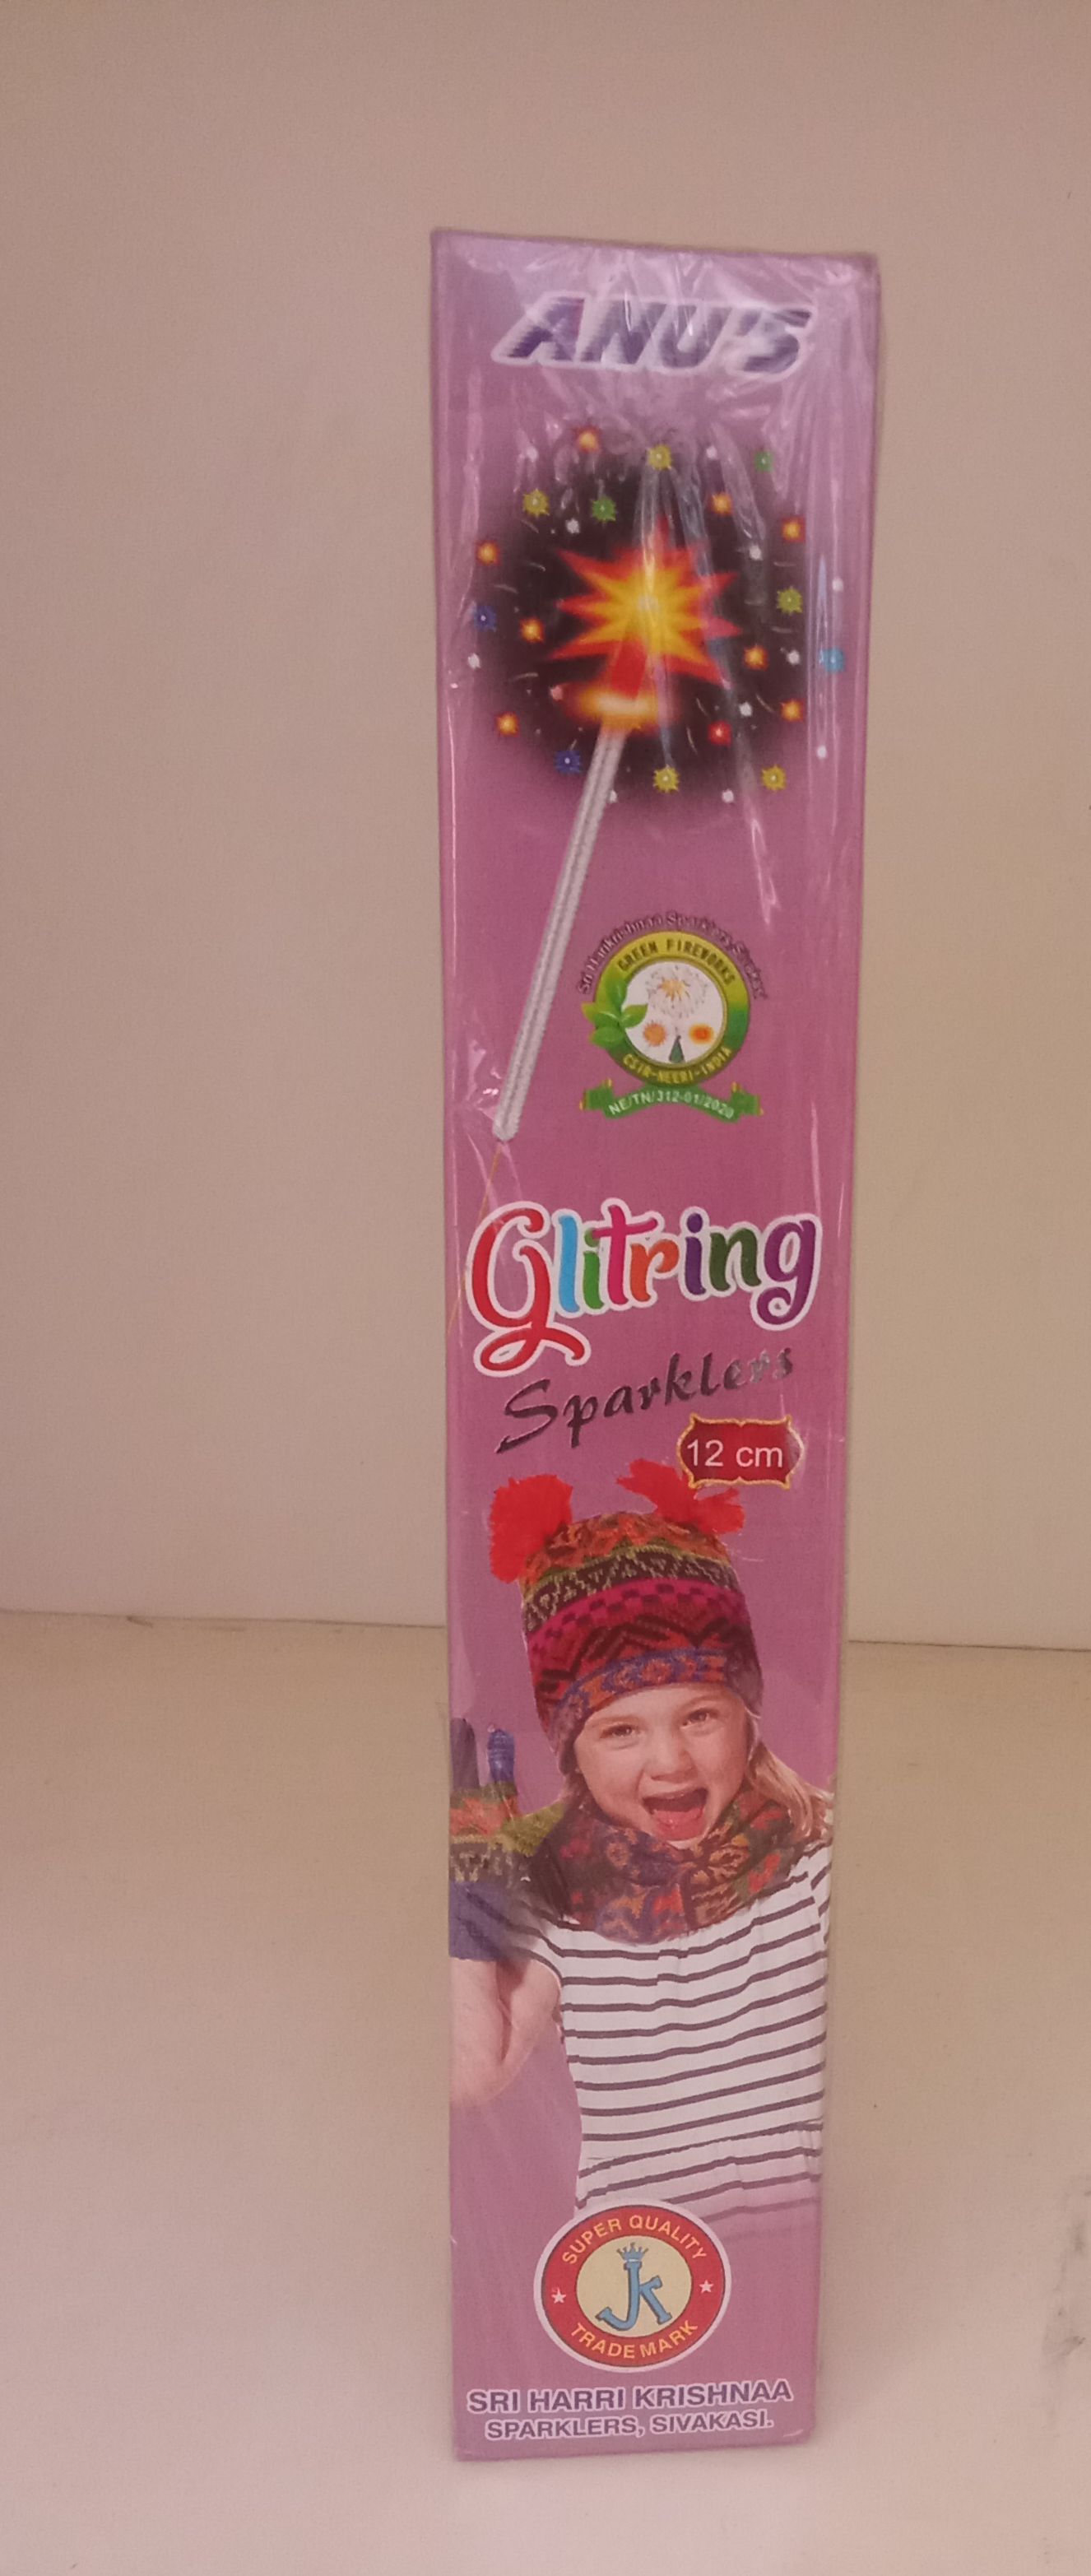 ANU'S
GREEN FIREWORKS
CSIR-NEERI-INDIA
NE/TN/312-01/2020
Glitring
Sparklers
12 cm
SUPER QUALITY
JK
TRADE MARK
SRI HARRI KRISHNAA
SPARKLERS, SIVAKASI.